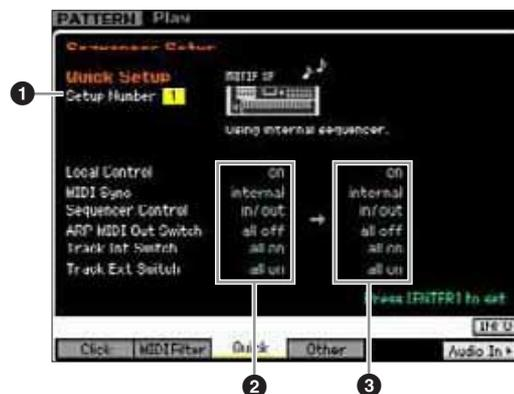 PATTERN Play
Sequencer Setup
Quick Setup
1 Setup Number 1
MOTIF XF
Using internal sequencer.
Local Control on on
MIDI Sync internal → internal
Sequencer Control in/out in/out
ARP MIDI Out Switch all off all off
Track Int Switch all on all on
Track Ext Switch all on all on
Press [ENTER] to set
INFO
Click MIDI Filter Quick Other Audio In
2 3